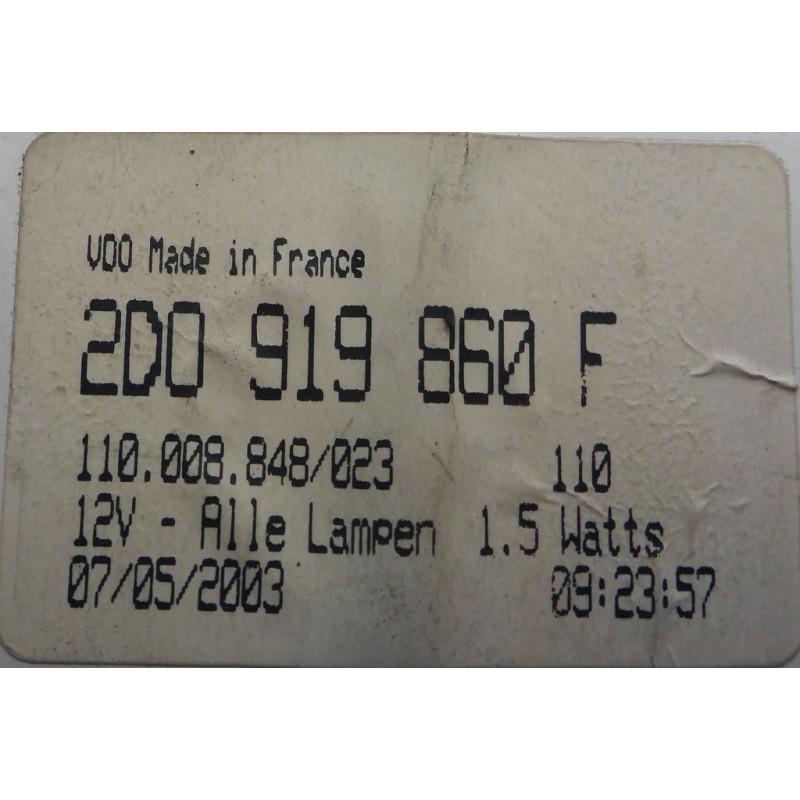 VDO Made in France
2D0 919 860 F
110.008.848/023 110
12V - Alle Lampen 1.5 Watts
07/05/2003 09:23:57